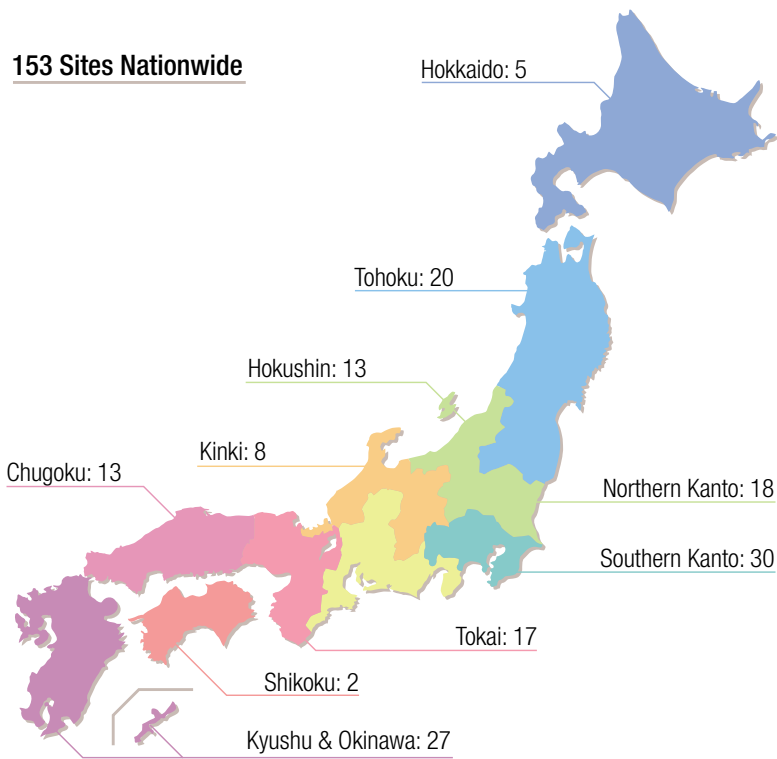 153 Sites Nationwide
Hokkaido: 5
Tohoku: 20
Hokushin: 13
Kinki: 8
Chugoku: 13
Northern Kanto: 18
Southern Kanto: 30
Tokai: 17
Shikoku: 2
Kyushu & Okinawa: 27